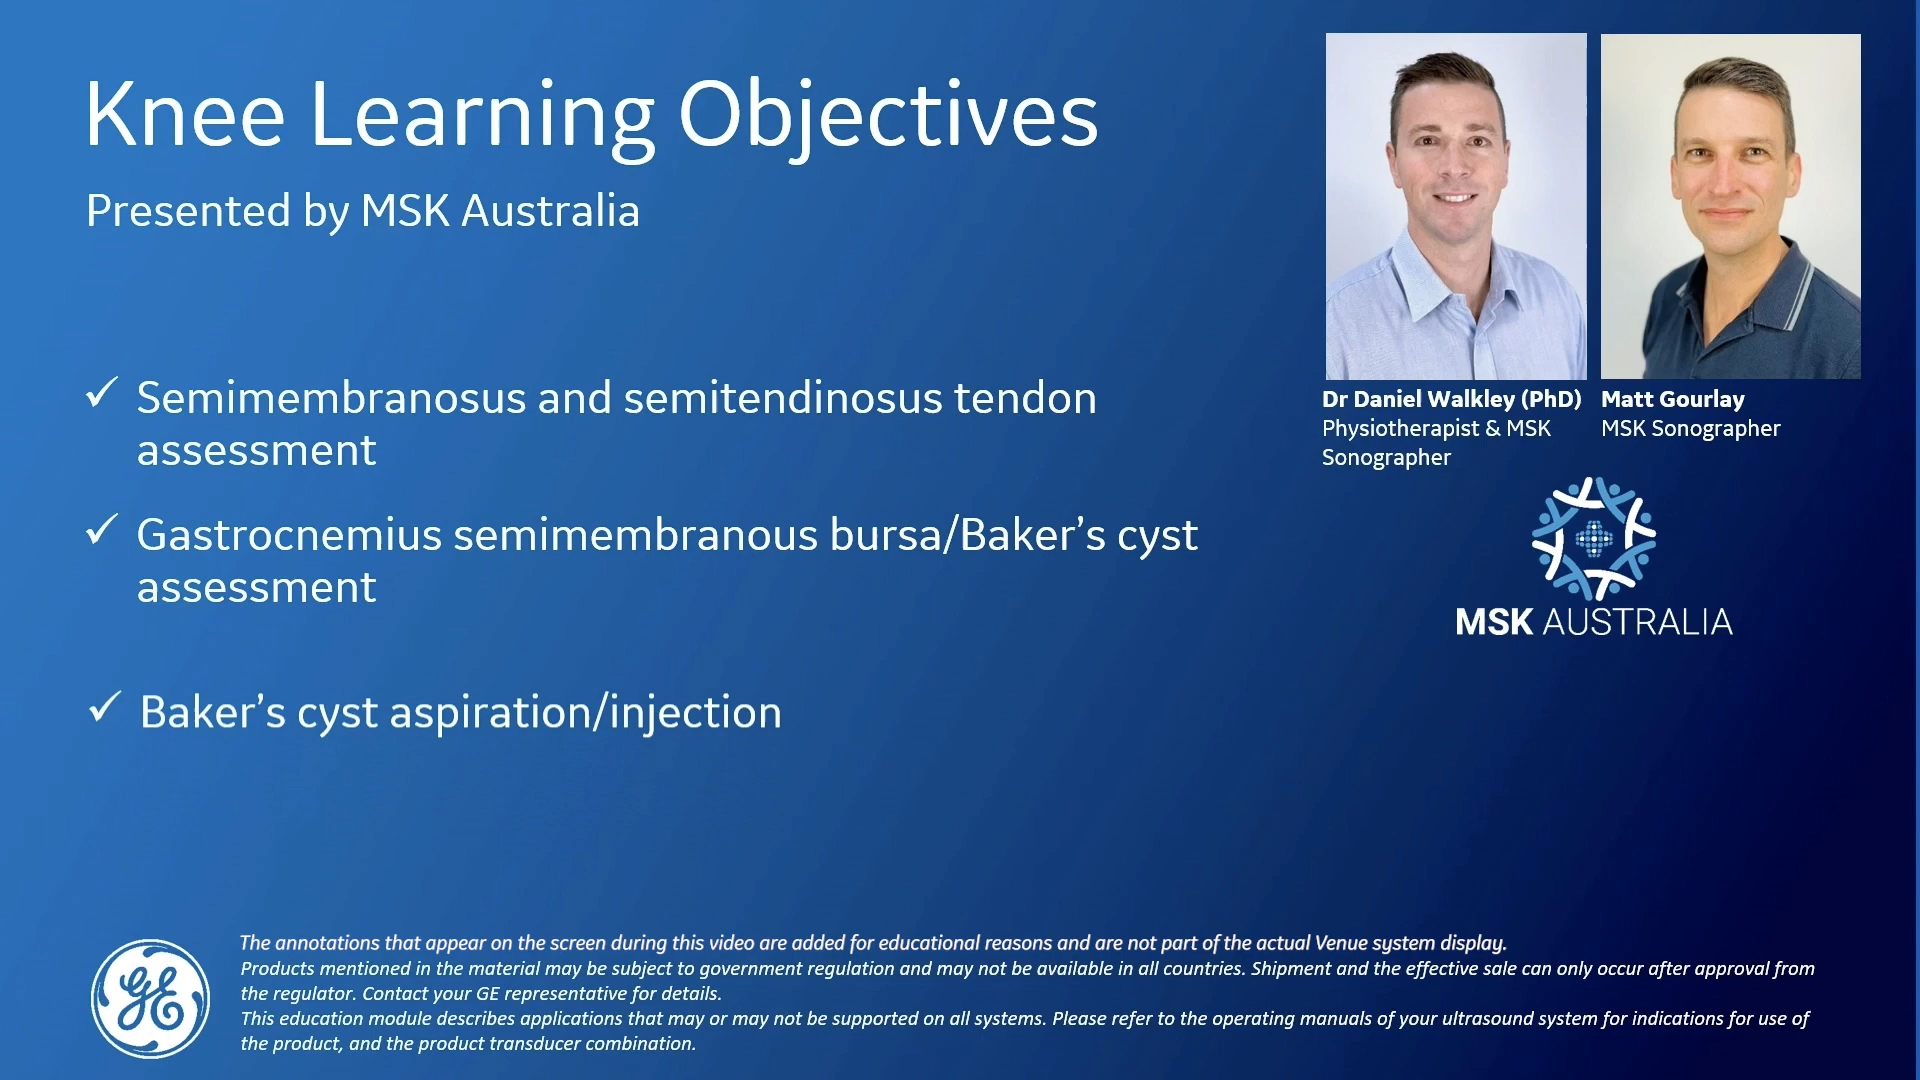 Knee Learning Objectives
Presented by MSK Australia
✓ Semimembranosus and semitendinosus tendon
assessment
✓ Gastrocnemius semimembranous bursa/Baker’s cyst
assessment
✓ Baker’s cyst aspiration/injection
Dr Daniel Walkley (PhD)
Physiotherapist & MSK
Sonographer
Matt Gourlay
MSK Sonographer
MSK AUSTRALIA
GE
The annotations that appear on the screen during this video are added for educational reasons and are not part of the actual Venue system display.
Products mentioned in the material may be subject to government regulation and may not be available in all countries. Shipment and the effective sale can only occur after approval from
the regulator. Contact your GE representative for details.
This education module describes applications that may or may not be supported on all systems. Please refer to the operating manuals of your ultrasound system for indications for use of
the product, and the product transducer combination.